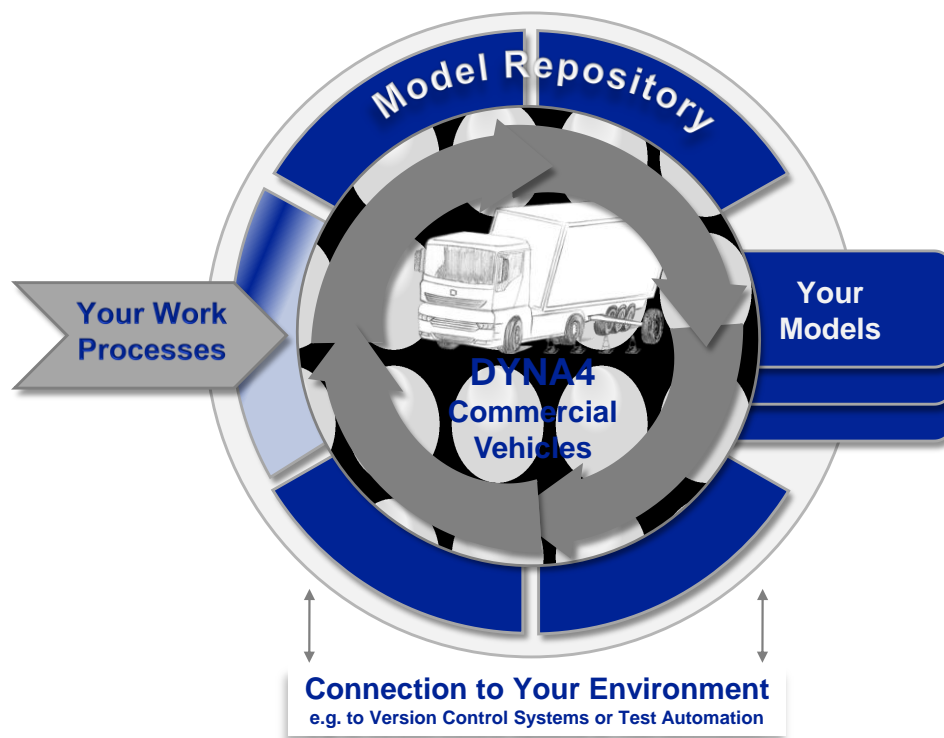 Model Repository
Your Work
Processes
Your
Models
DYNA4
Commercial
Vehicles
Connection to Your Environment
e.g. to Version Control Systems or Test Automation